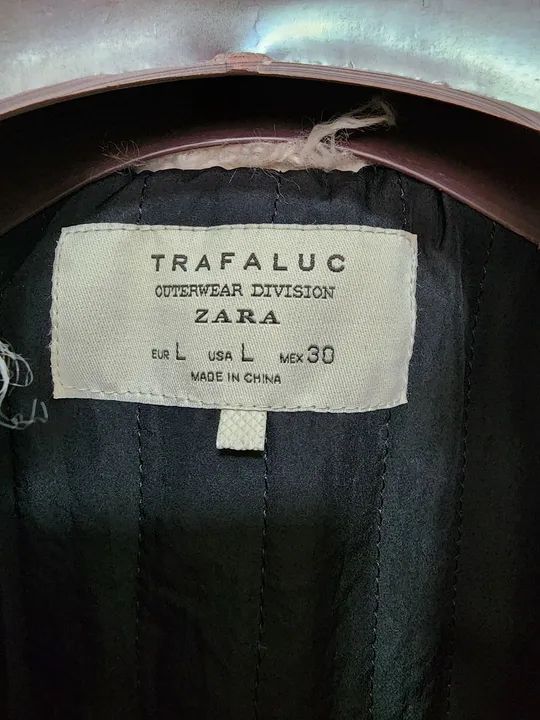 TRAFALUC
OUTERWEAR DIVISION
ZARA
EUR L USA L MEX 30
MADE IN CHINA